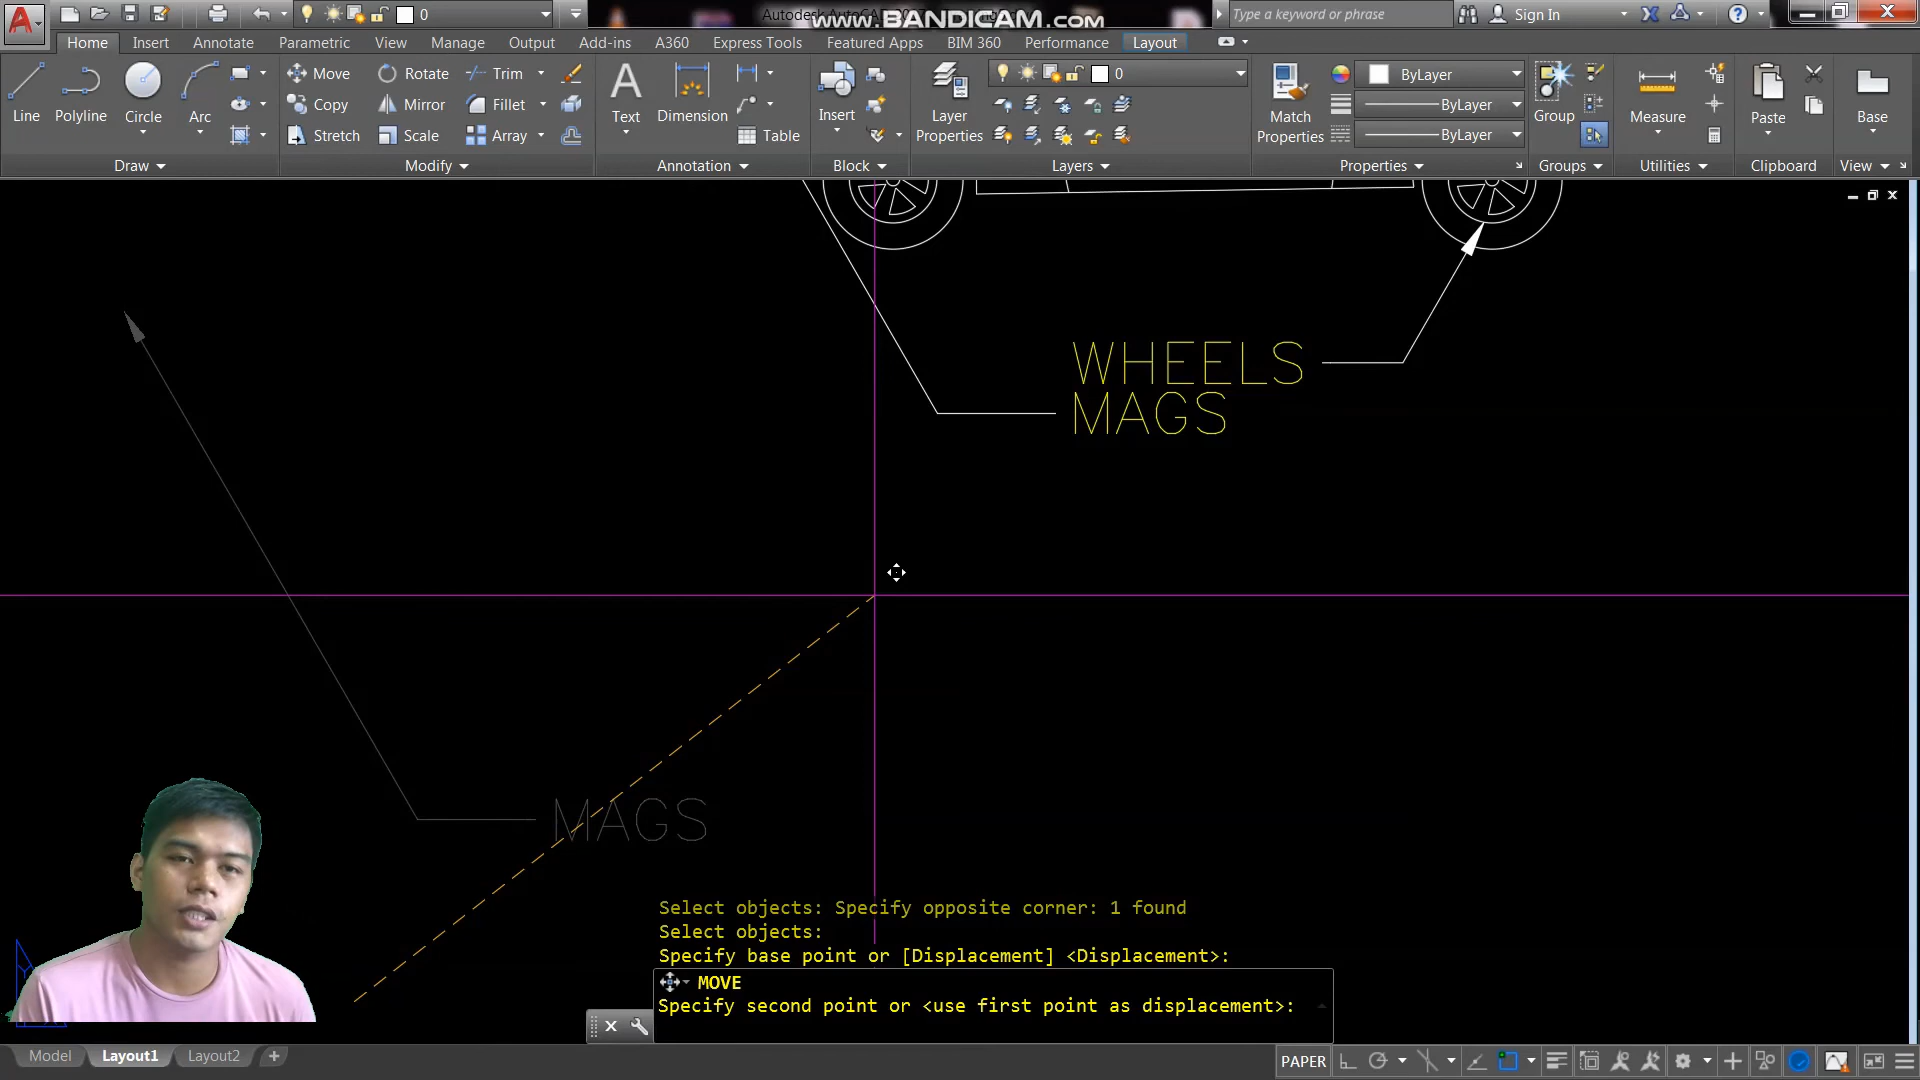 www.BANDICAM.com
0
Type a keyword or phrase
Sign In
Home
Insert
Annotate
Parametric
View
Manage
Output
Add-ins
A360
Express Tools
Featured Apps
BIM 360
Performance
Layout
Line
Polyline
Circle
Arc
Move
Copy
Stretch
Rotate
Mirror
Scale
Trim
Fillet
Array
Text
Dimension
Table
Insert
Layer
Properties
0
Match
Properties
ByLayer
ByLayer
ByLayer
Group
Measure
Paste
Base
Draw
Modify
Annotation
Block
Layers
Properties
Groups
Utilities
Clipboard
View
WHEELS
MAGS
MAGS
Select objects: Specify opposite corner: 1 found
Select objects:
Specify base point or [Displacement] <Displacement>:
MOVE
Specify second point or <use first point as displacement>:
Model
Layout1
Layout2
PAPER